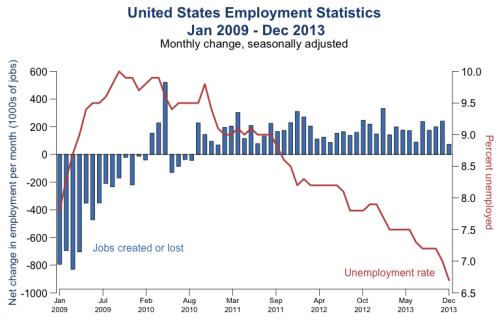 United States Employment Statistics
Jan 2009 - Dec 2013
Monthly change, seasonally adjusted
Net change in employment per month (1000s of jobs)
600
400
200
0
-200
-400
-600
-800
-1000
10.0
9.5
9.0
8.5
8.0
7.5
7.0
6.5
Percent unemployed
Jobs created or lost
Unemployment rate
Jan Jul Feb Aug Mar Sep Apr Oct May Dec
2009 2009 2010 2010 2011 2011 2012 2012 2013 2013